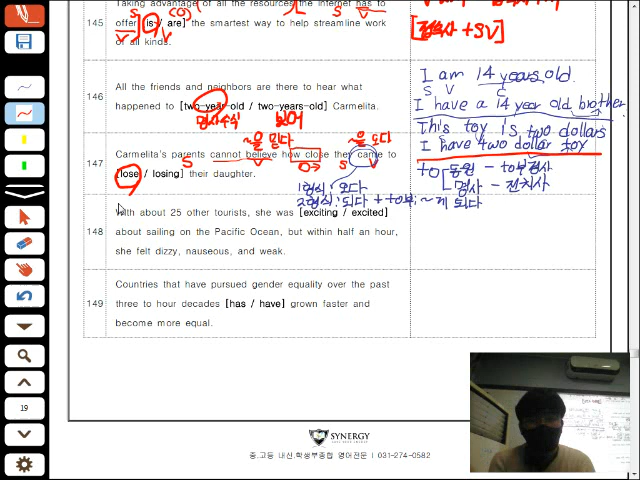 Taking advantage of all the resources the Internet has to
offer [is / are] the smartest way to help streamline work
of all kinds.
145
[접속사 + SV]
All the friends and neighbors are there to hear what
happened to [two-year-old / two-years-old] Carmelita.
146
명사수식
보어
I am 14 years old.
S V C
I have a 14 year old brother
This toy is two dollars
I have two dollar toy
Carmelita's parents cannot believe how close they came to
[lose / losing] their daughter.
147
S
~을 믿다
V
S
V
1형식 오다
2형식: 되다 + to부: ~게 되다
to
동원 - to부정사
명사 - 전치사
With about 25 other tourists, she was [exciting / excited]
about sailing on the Pacific Ocean, but within half an hour,
she felt dizzy, nauseous, and weak.
148
Countries that have pursued gender equality over the past
three to hour decades [has / have] grown faster and
become more equal.
149
19
SYNERGY
중,고등 내신,학생부종합 영어전문 I 031-274-0582